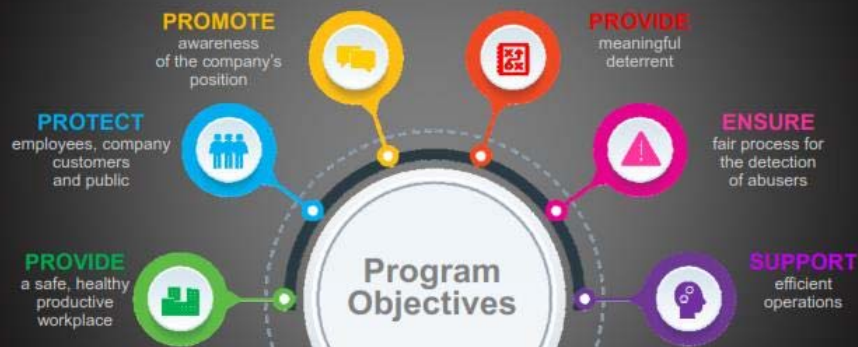 PROMOTE
awareness
of the company's
position
PROVIDE
meaningful
deterrent
PROTECT
employees, company
customers
and public
ENSURE
fair process for
the detection
of abusers
PROVIDE
a safe, healthy
productive
workplace
Program
Objectives
SUPPORT
efficient
operations